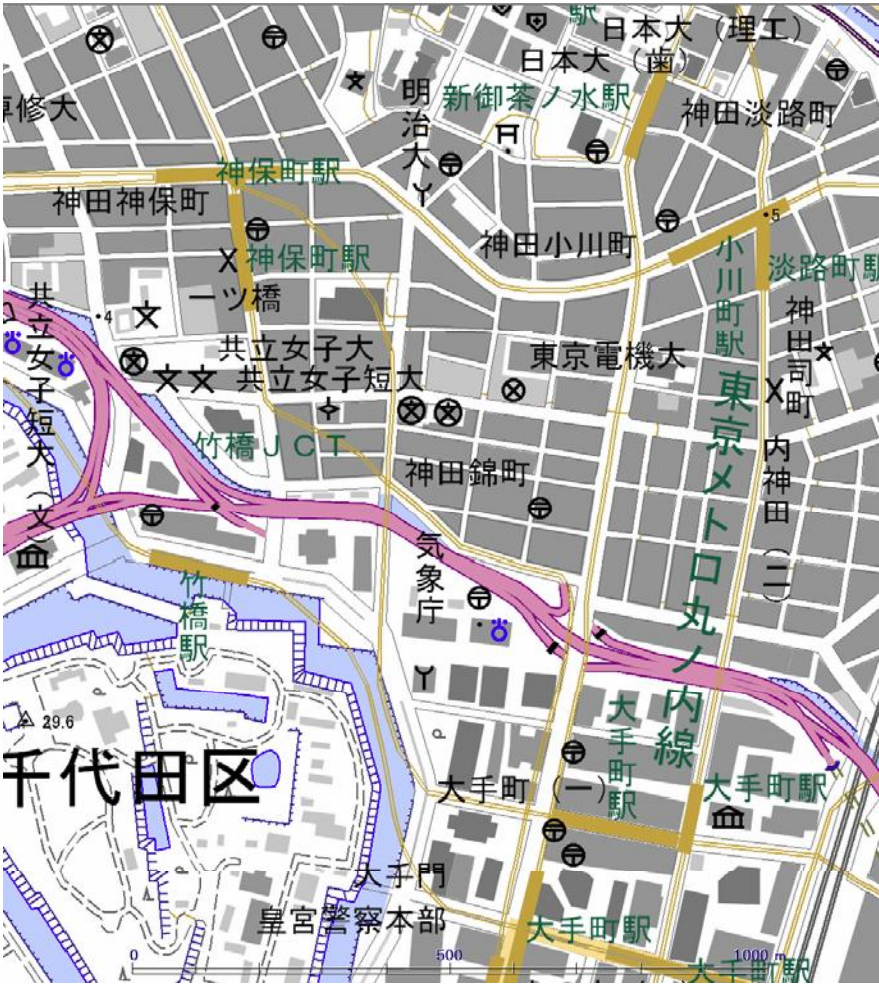 駅
日本大（理工）
日本大（歯）
新御茶ノ水駅
明治大
神田淡路町
専修大
神保町駅
神田神保町
5
神田小川町
神保町駅
小川町駅
淡路町駅
一ツ橋
共立女子短大（文）
4
神田司町
共立女子大
共立女子短大
東京電機大
東京メトロ丸ノ内線
竹橋ＪＣＴ
内神田（二）
神田錦町
気象庁
竹橋駅
29.6
千代田区
大手町駅
大手町（一）
大手町駅
大手門
皇宮警察本部
大手町駅
0
500
1000 m
大手町駅